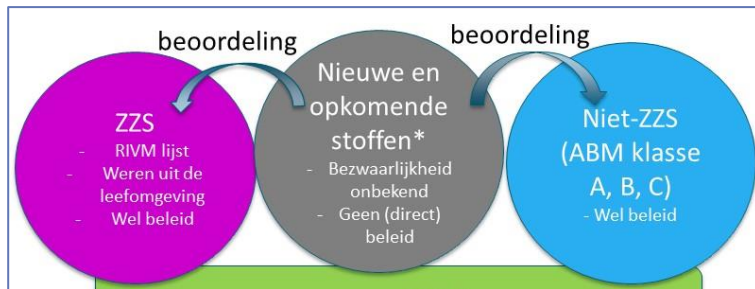 beoordeling
beoordeling
ZZS
- RIVM lijst
- Weren uit de
leefomgeving
- Wel beleid
Nieuwe en
opkomende
stoffen*
- Bezwaarlijkheid
onbekend
- Geen (direct)
beleid
Niet-ZZS
(ABM klasse
A, B, C)
- Wel beleid